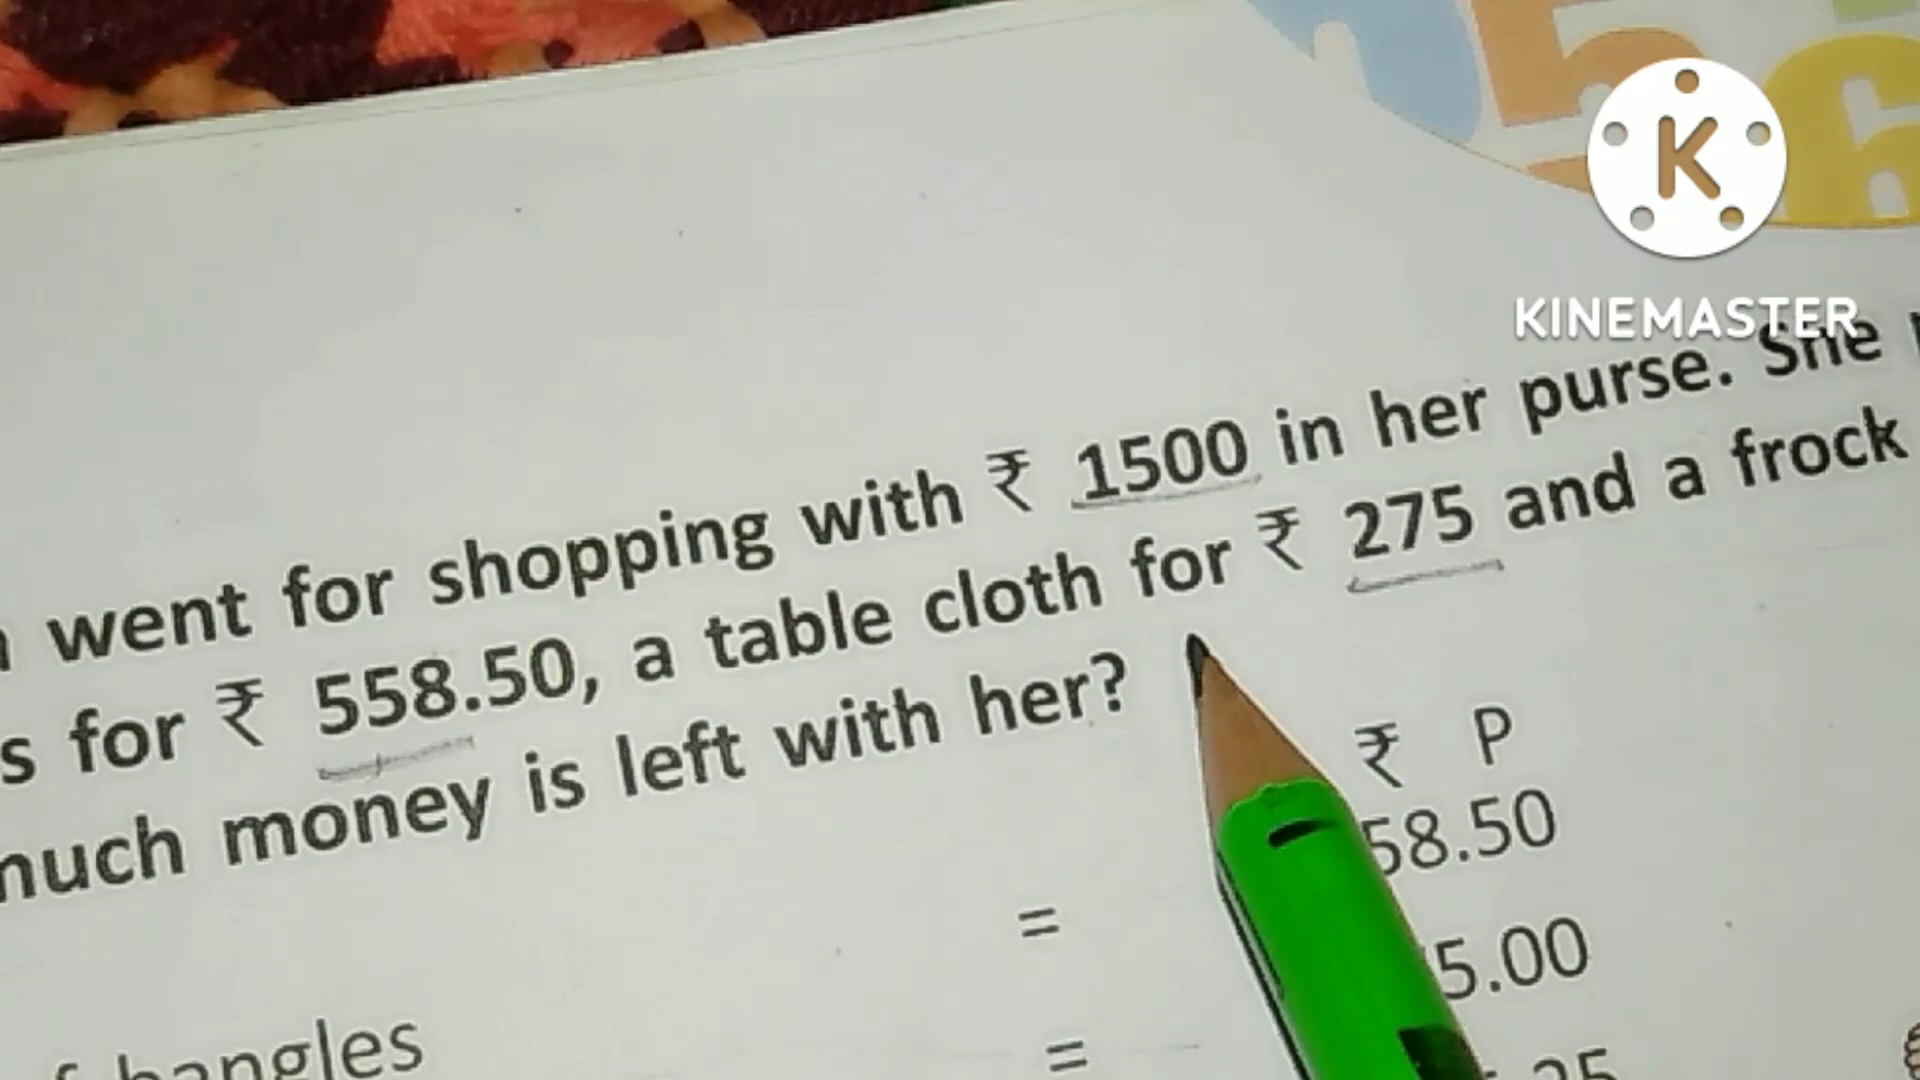 K
KINEMASTER
went for shopping with ₹ 1500 in her purse. She
s for ₹ 558.50, a table cloth for ₹ 275 and a frock
much money is left with her?
₹ P
58.50
=
5.00
bangles
=
25